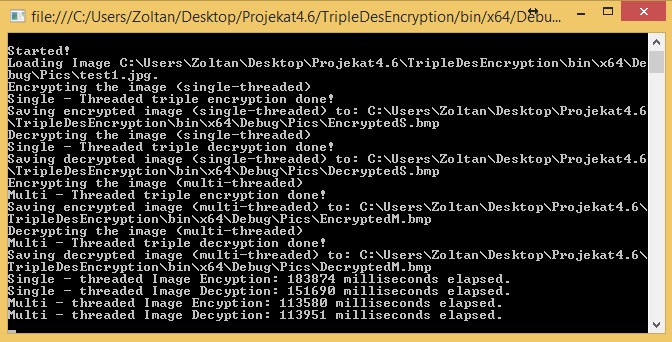 file:///C:/Users/Zoltan/Desktop/Projekat4.6/TripleDesEncryption/bin/x64/Debu...
Started!
Loading Image C:\Users\Zoltan\Desktop\Projekat4.6\TripleDesEncryption\bin\x64\De
bug\Pics\test1.jpg.
Encrypting the image (single-threaded)
Single - Threaded triple encryption done!
Saving encrypted image (single-threaded) to: C:\Users\Zoltan\Desktop\Projekat4.6
\TripleDesEncryption\bin\x64\Debug\Pics\EncryptedS.bmp
Decrypting the image (single-threaded)
Single - Threaded triple decryption done!
Saving decrypted image (single-threaded) to: C:\Users\Zoltan\Desktop\Projekat4.6
\TripleDesEncryption\bin\x64\Debug\Pics\DecryptedS.bmp
Encrypting the image (multi-threaded)
Multi - Threaded triple encryption done!
Saving encrypted image (multi-threaded) to: C:\Users\Zoltan\Desktop\Projekat4.6\
TripleDesEncryption\bin\x64\Debug\Pics\EncryptedM.bmp
Decrypting the image (multi-threaded)
Multi - Threaded triple decryption done!
Saving decrypted image (multi-threaded) to: C:\Users\Zoltan\Desktop\Projekat4.6\
TripleDesEncryption\bin\x64\Debug\Pics\DecryptedM.bmp
Single - threaded Image Encyption: 183874 milliseconds elapsed.
Single - threaded Image Decyption: 151690 milliseconds elapsed.
Multi - threaded Image Encyption: 113580 milliseconds elapsed.
Multi - threaded Image Decyption: 113951 milliseconds elapsed.